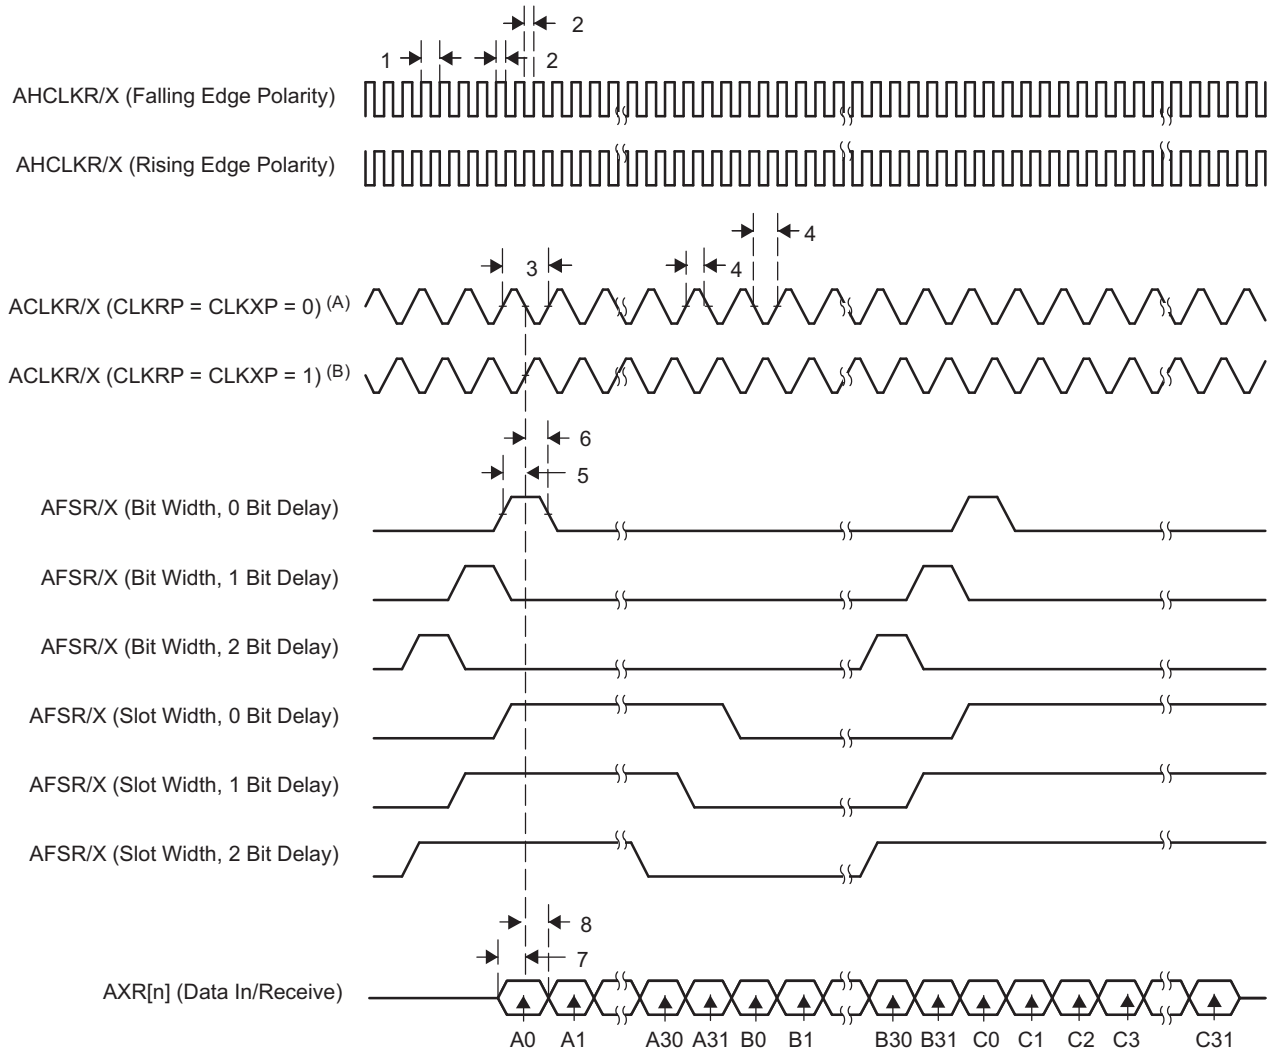 2
1
2
AHCLKR/X (Falling Edge Polarity)
AHCLKR/X (Rising Edge Polarity)
4
3
4
ACLKR/X (CLKRP = CLKXP = 0) (A)
ACLKR/X (CLKRP = CLKXP = 1) (B)
6
5
AFSR/X (Bit Width, 0 Bit Delay)
AFSR/X (Bit Width, 1 Bit Delay)
AFSR/X (Bit Width, 2 Bit Delay)
AFSR/X (Slot Width, 0 Bit Delay)
AFSR/X (Slot Width, 1 Bit Delay)
AFSR/X (Slot Width, 2 Bit Delay)
8
7
AXR[n] (Data In/Receive)
A0 A1 A30 A31 B0 B1 B30 B31 C0 C1 C2 C3 C31